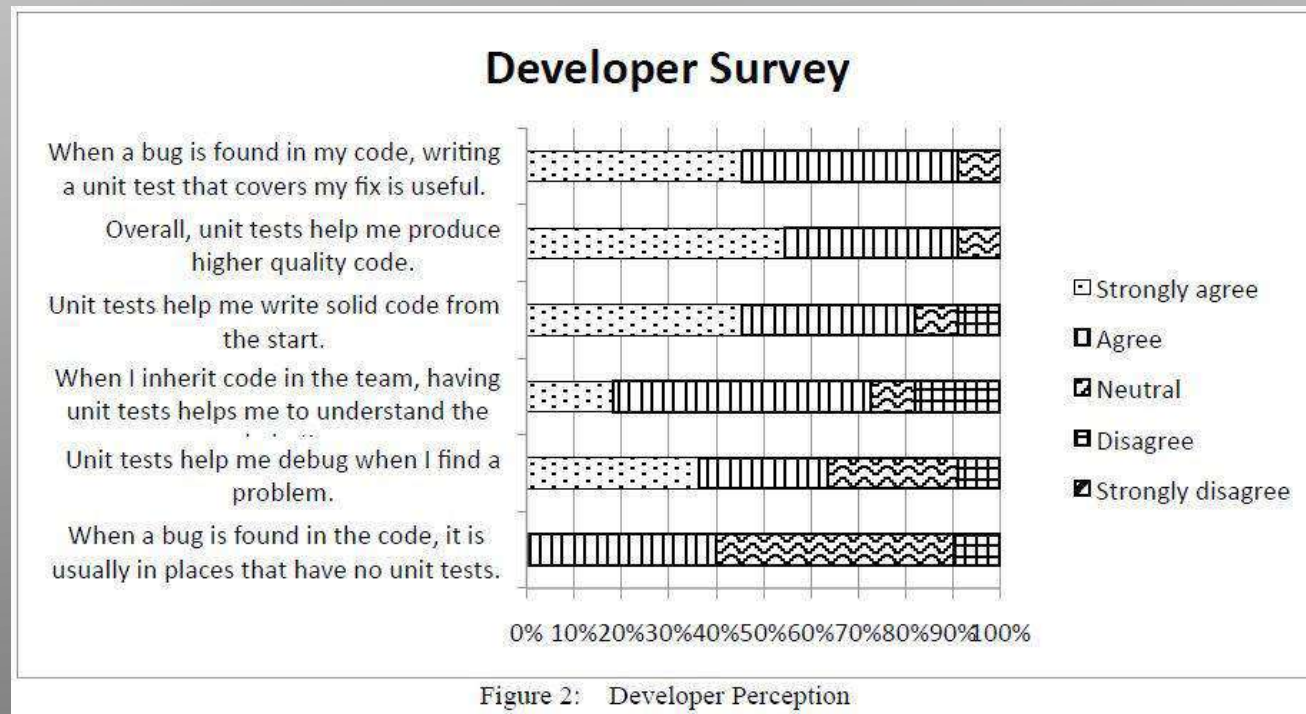 Developer Survey
When a bug is found in my code, writing
a unit test that covers my fix is useful.
Overall, unit tests help me produce
higher quality code.
Unit tests help me write solid code from
the start.
When I inherit code in the team, having
unit tests helps me to understand the
Unit tests help me debug when I find a
problem.
When a bug is found in the code, it is
usually in places that have no unit tests.
Strongly agree
Agree
Neutral
Disagree
Strongly disagree
0% 10% 20% 30% 40% 50% 60% 70% 80% 90% 100%
Figure 2: Developer Perception